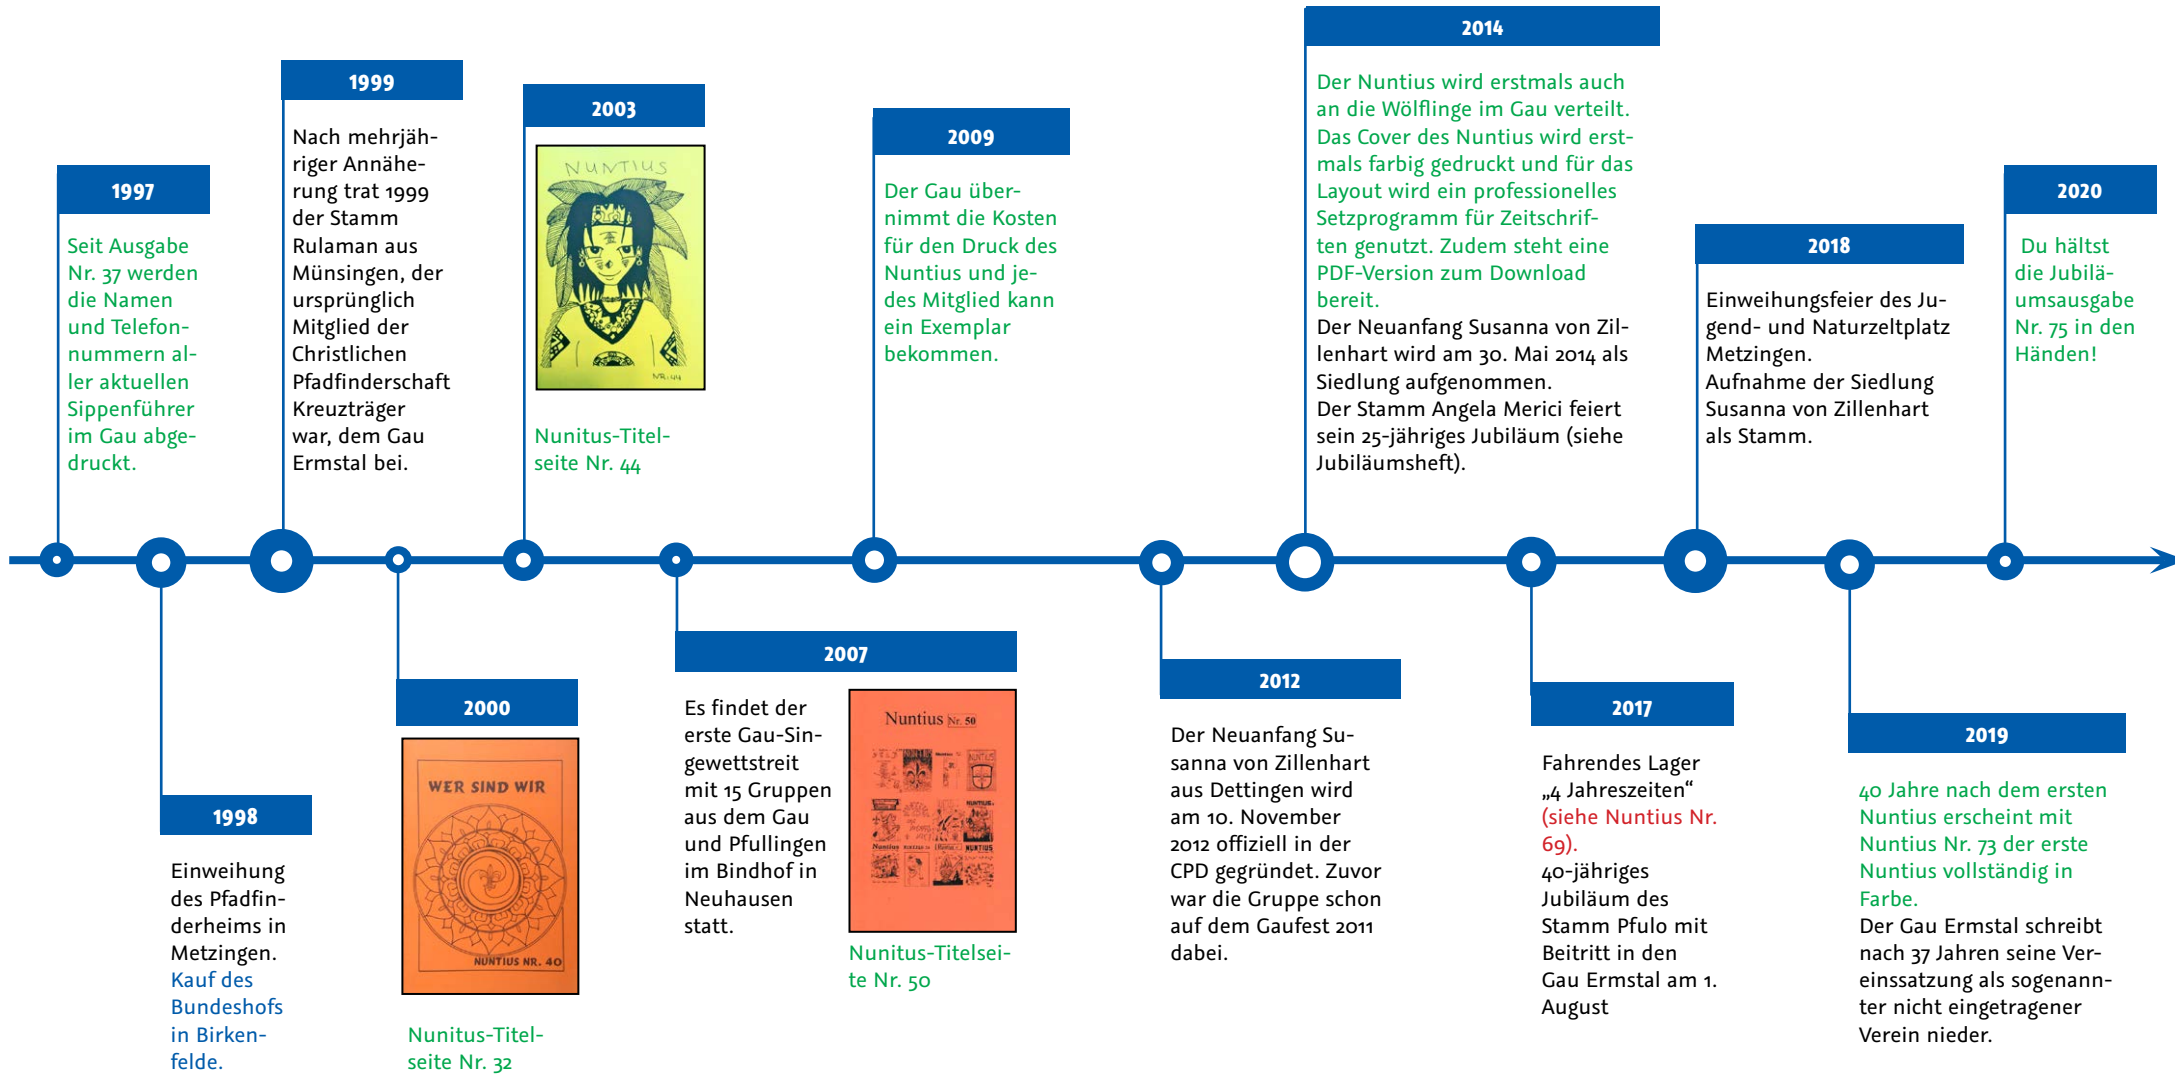 1997
Seit Ausgabe
Nr. 37 werden
die Namen
und Telefon-
nummern al-
ler aktuellen
Sippenführer
im Gau abge-
druckt.
1998
Einweihung
des Pfadfin-
derheims in
Metzingen.
Kauf des
Bundeshofs
in Birken-
felde.
1999
Nach mehrjäh-
riger Annähe-
rung trat 1999
der Stamm
Rulaman aus
Münsingen, der
ursprünglich
Mitglied der
Christlichen
Pfadfinderschaft
Kreuzträger
war, dem Gau
Ermstal bei.
2000
WER SIND WIR
NUNTIUS NR. 40
Nunitus-Titel-
seite Nr. 32
2003
NUNTIUS
NR. 44
Nunitus-Titel-
seite Nr. 44
2007
Es findet der
erste Gau-Sin-
gewettstreit
mit 15 Gruppen
aus dem Gau
und Pfullingen
im Bindhof in
Neuhausen
statt.
Nuntius Nr. 50
Nunitus-Titelsei-
te Nr. 50
2009
Der Gau über-
nimmt die Kosten
für den Druck des
Nuntius und je-
des Mitglied kann
ein Exemplar
bekommen.
2012
Der Neuanfang Su-
sanna von Zillenhart
aus Dettingen wird
am 10. November
2012 offiziell in der
CPD gegründet. Zuvor
war die Gruppe schon
auf dem Gaufest 2011
dabei.
2014
Der Nuntius wird erstmals auch
an die Wölflinge im Gau verteilt.
Das Cover des Nuntius wird erst-
mals farbig gedruckt und für das
Layout wird ein professionelles
Setzprogramm für Zeitschrif-
ten genutzt. Zudem steht eine
PDF-Version zum Download
bereit.
Der Neuanfang Susanna von Zil-
lenhart wird am 30. Mai 2014 als
Siedlung aufgenommen.
Der Stamm Angela Merici feiert
sein 25-jähriges Jubiläum (siehe
Jubiläumsheft).
2017
Fahrendes Lager
„4 Jahreszeiten“
(siehe Nuntius Nr.
69).
40-jähriges
Jubiläum des
Stamm Pfulo mit
Beitritt in den
Gau Ermstal am 1.
August
2018
Einweihungsfeier des Ju-
gend- und Naturzeltplatz
Metzingen.
Aufnahme der Siedlung
Susanna von Zillenhart
als Stamm.
2019
40 Jahre nach dem ersten
Nuntius erscheint mit
Nuntius Nr. 73 der erste
Nuntius vollständig in
Farbe.
Der Gau Ermstal schreibt
nach 37 Jahren seine Ver-
einssatzung als sogenann-
ter nicht eingetragener
Verein nieder.
2020
Du hältst
die Jubilä-
umsausgabe
Nr. 75 in den
Händen!